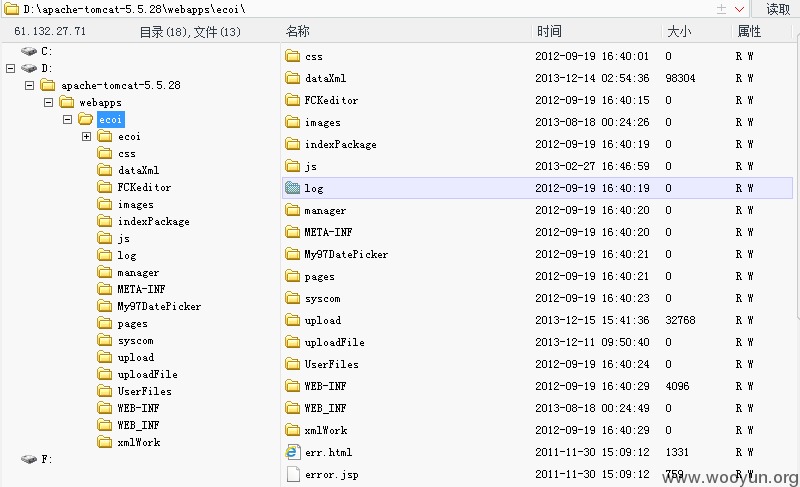 D:\apache-tomcat-5.5.28\webapps\ecoi\ 读取
61.132.27.71 目录(18),文件(13) 名称 时间 大小 属性
C:
D:
apache-tomcat-5.5.28
webapps
ecoi
ecoi
css
dataXml
FCKeditor
images
indexPackage
js
log
manager
META-INF
My97DatePicker
pages
syscom
upload
uploadFile
UserFiles
WEB-INF
WEB_INF
xmlWork
F:
css 2012-09-19 16:40:01 0 R W
dataXml 2013-12-14 02:54:36 98304 R W
FCKeditor 2012-09-19 16:40:15 0 R W
images 2013-08-18 00:24:26 0 R W
indexPackage 2012-09-19 16:40:19 0 R W
js 2013-02-27 16:46:59 0 R W
log 2012-09-19 16:40:19 0 R W
manager 2012-09-19 16:40:20 0 R W
META-INF 2012-09-19 16:40:20 0 R W
My97DatePicker 2012-09-19 16:40:21 0 R W
pages 2012-09-19 16:40:21 0 R W
syscom 2012-09-19 16:40:23 0 R W
upload 2013-12-15 15:41:36 32768 R W
uploadFile 2013-12-11 09:50:40 0 R W
UserFiles 2012-09-19 16:40:24 0 R W
WEB-INF 2012-09-19 16:40:29 4096 R W
WEB_INF 2013-08-18 00:24:49 0 R W
xmlWork 2012-09-19 16:40:29 0 R W
err.html 2011-11-30 15:09:12 1331 R W
error.jsp 2011-11-30 15:09:12 759 R W
www.wooyun.org